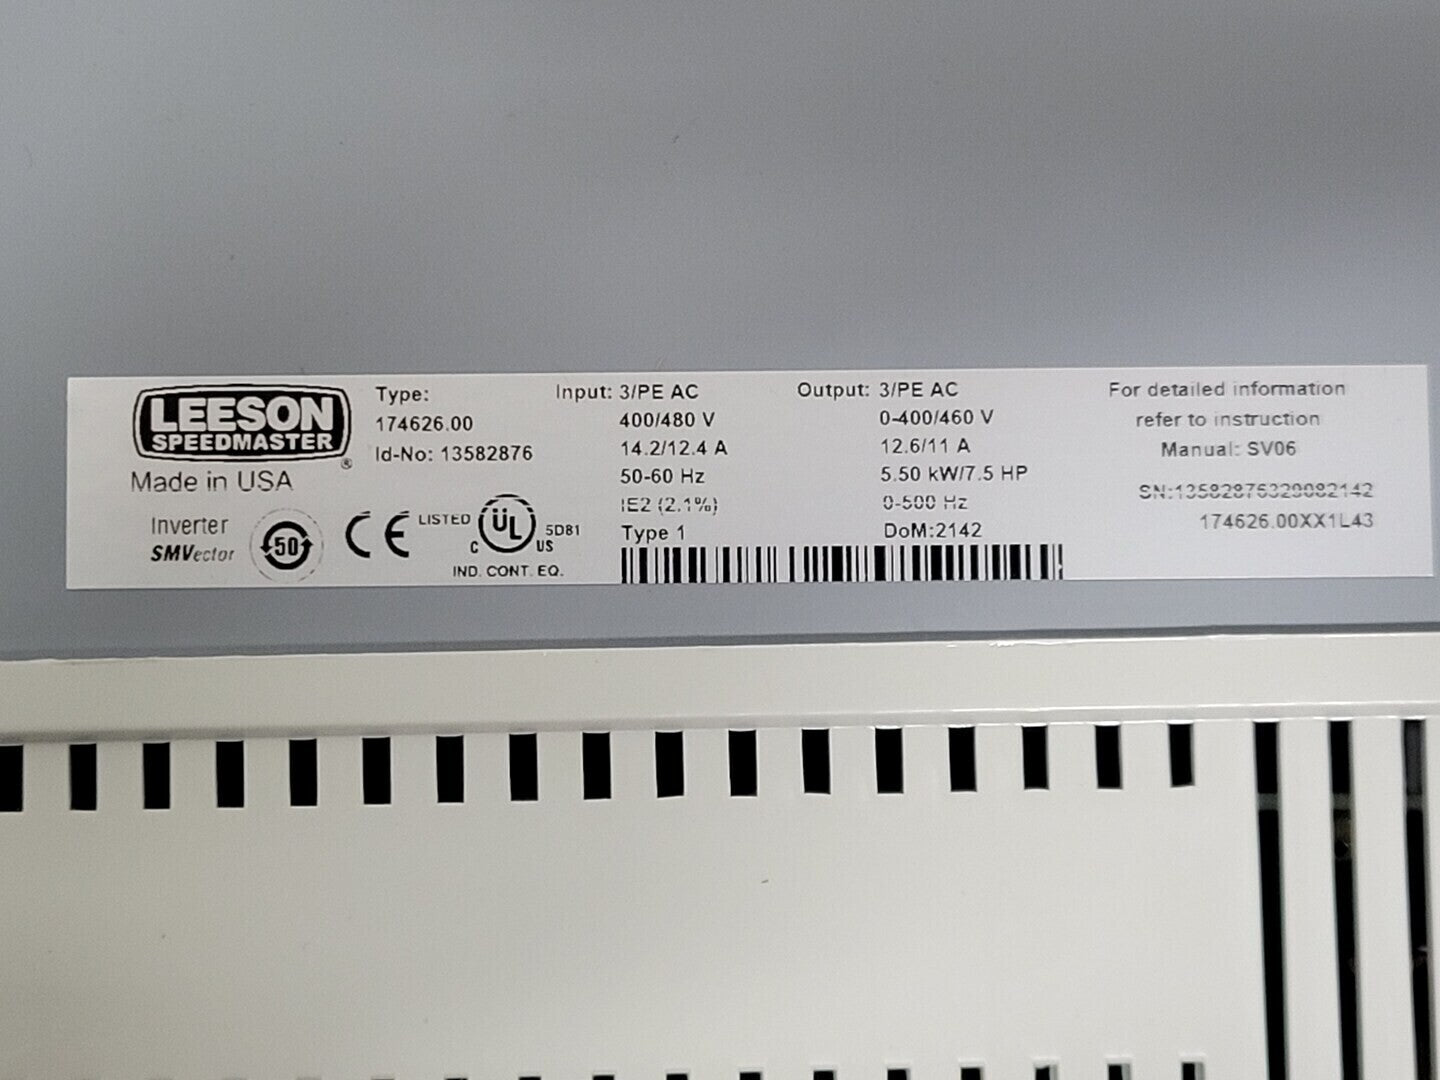 LEESON
SPEEDMASTER
®
Made in USA
Inverter
SMVector
50
CE
Type:
174626.00
Id-No: 13582876
LISTED
C UL US
5D81
IND. CONT. EQ.
Input: 3/PE AC
400/480 V
14.2/12.4 A
50-60 Hz
IE2 (2.1%)
Type 1
Output: 3/PE AC
0-400/460 V
12.6/11 A
5.50 kW/7.5 HP
0-500 Hz
DoM:2142
For detailed information
refer to instruction
Manual: SV06
174626.00XX1L43